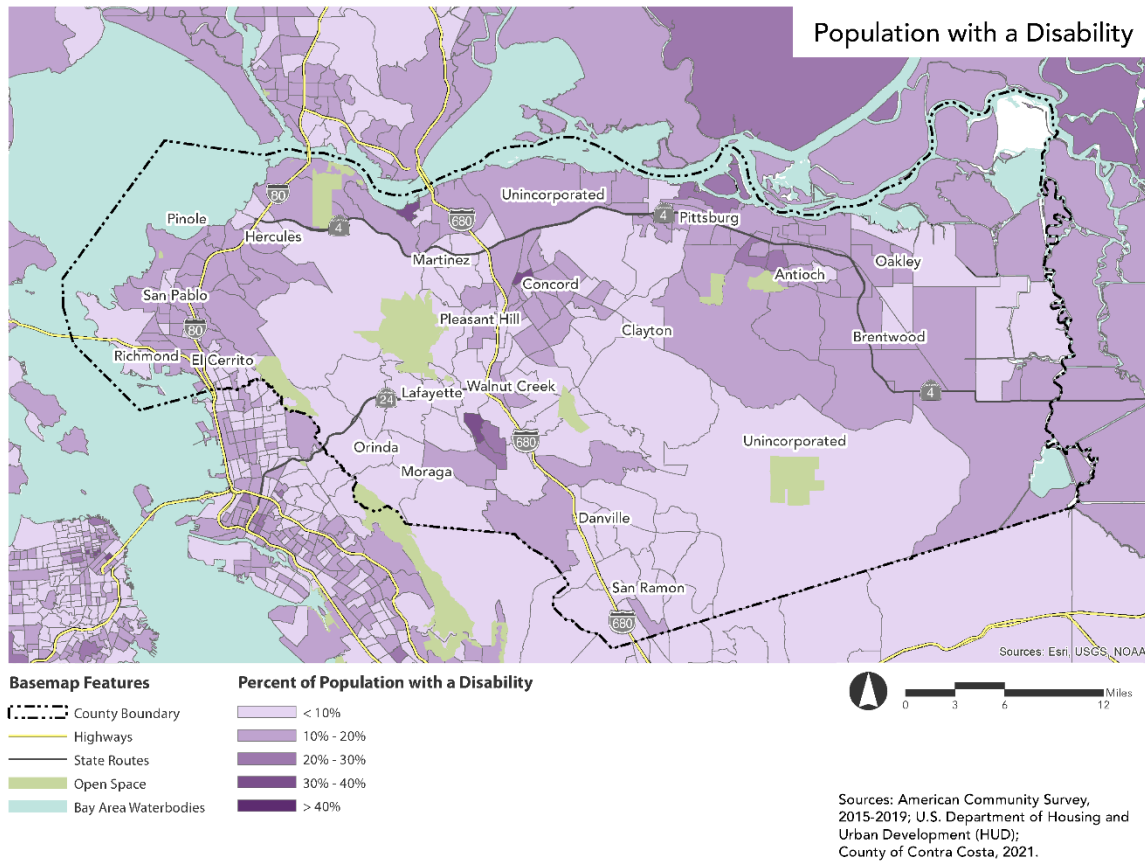 Population with a Disability
Unincorporated
80
Pinole
680
4
Pittsburg
4
Hercules
Martinez
Oakley
Antioch
Concord
San Pablo
Pleasant Hill
Clayton
80
Brentwood
Richmond
El Cerrito
Walnut Creek
Lafayette
24
4
680
Orinda
Unincorporated
Moraga
Danville
San Ramon
680
Sources: Esri, USGS, NOAA
Basemap Features
County Boundary
Highways
State Routes
Open Space
Bay Area Waterbodies
Percent of Population with a Disability
< 10%
10% - 20%
20% - 30%
30% - 40%
> 40%
Miles
0 3 6 12
Sources: American Community Survey,
2015-2019; U.S. Department of Housing and
Urban Development (HUD);
County of Contra Costa, 2021.